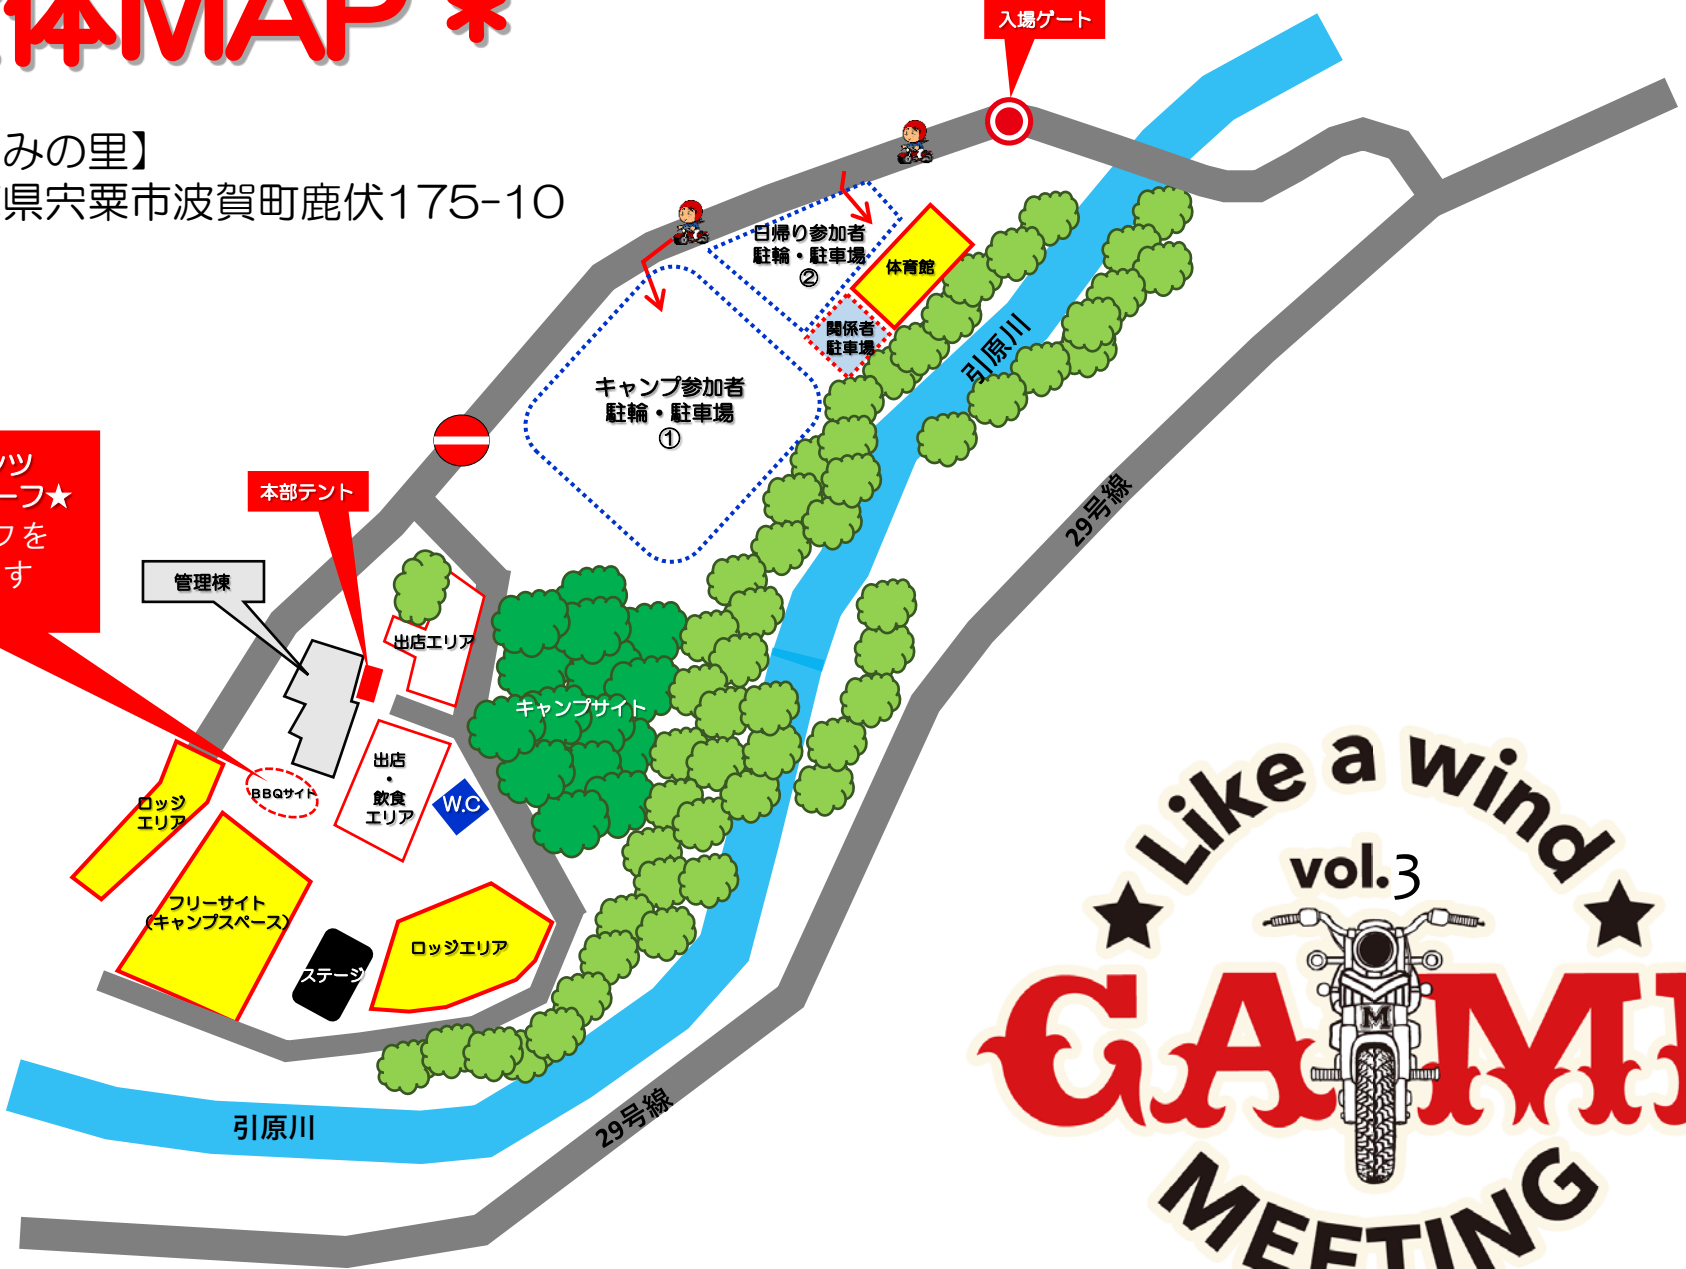 体MAP＊
入場ゲート
みの里】
県宍粟市波賀町鹿伏175-10
日帰り参加者
駐輪・駐車場
②
体育館
関係者
駐車場
引原川
キャンプ参加者
駐輪・駐車場
①
ーフ★
フを
す
本部テント
29号線
管理棟
出店エリア
キャンプサイト
出店
・
飲食
エリア
W.C
BBQサイト
ロッジ
エリア
フリーサイト
（キャンプスペース）
ステージ
ロッジエリア
引原川
29号線
Like a wind
vol.3
CAMP
MEETING